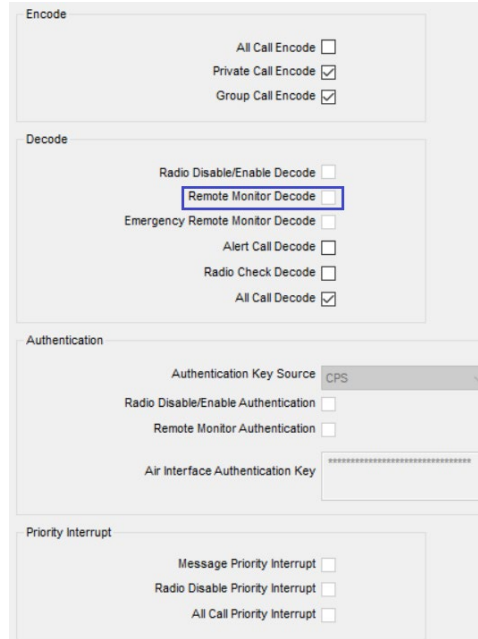 Encode
All Call Encode
Private Call Encode
Group Call Encode
Decode
Radio Disable/Enable Decode
Remote Monitor Decode
Emergency Remote Monitor Decode
Alert Call Decode
Radio Check Decode
All Call Decode
Authentication
Authentication Key Source CPS
Radio Disable/Enable Authentication
Remote Monitor Authentication
Air Interface Authentication Key ********************************
Priority Interrupt
Message Priority Interrupt
Radio Disable Priority Interrupt
All Call Priority Interrupt